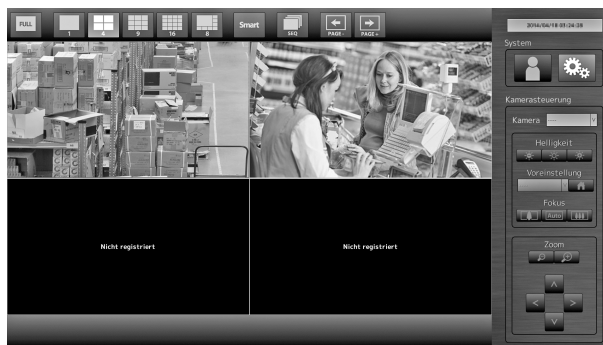 FULL
1
4
9
16
8
Smart
SEQ
PAGE-
PAGE+
2014/04/18 03:24:28
System
Kamerasteuerung
Kamera ---
Helligkeit
Voreinstellung
Fokus
Auto
Zoom
Nicht registriert
Nicht registriert